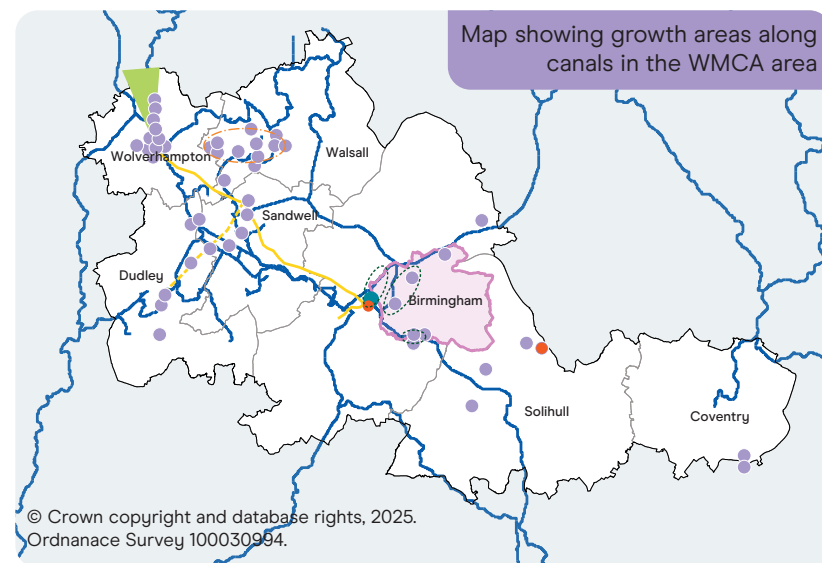 Map showing growth areas along
canals in the WMCA area
Wolverhampton
Walsall
Sandwell
Dudley
Birmingham
Solihull
Coventry
© Crown copyright and database rights, 2025.
Ordnanace Survey 100030994.